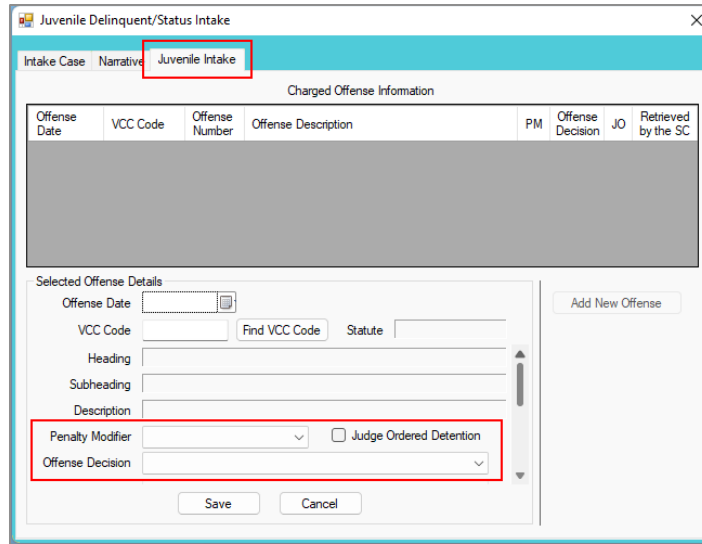 Juvenile Delinquent/Status Intake
Intake Case Narrative Juvenile Intake
Charged Offense Information
Offense Date VCC Code Offense Number Offense Description PM Offense Decision JO Retrieved by the SC
Selected Offense Details
Offense Date
Add New Offense
VCC Code Find VCC Code Statute
Heading
Subheading
Description
Penalty Modifier Judge Ordered Detention
Offense Decision
Save Cancel